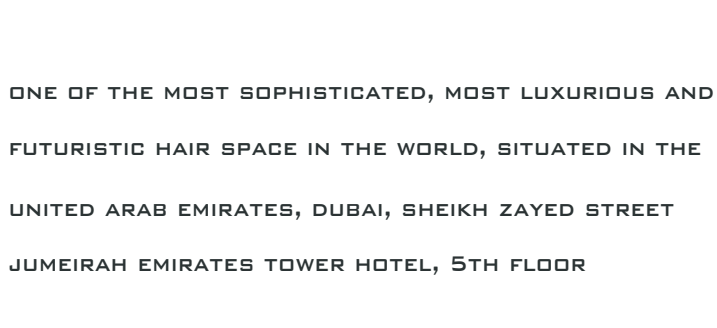 ONE OF THE MOST SOPHISTICATED, MOST LUXURIOUS AND
FUTURISTIC HAIR SPACE IN THE WORLD, SITUATED IN THE
UNITED ARAB EMIRATES, DUBAI, SHEIKH ZAYED STREET
JUMEIRAH EMIRATES TOWER HOTEL, 5TH FLOOR